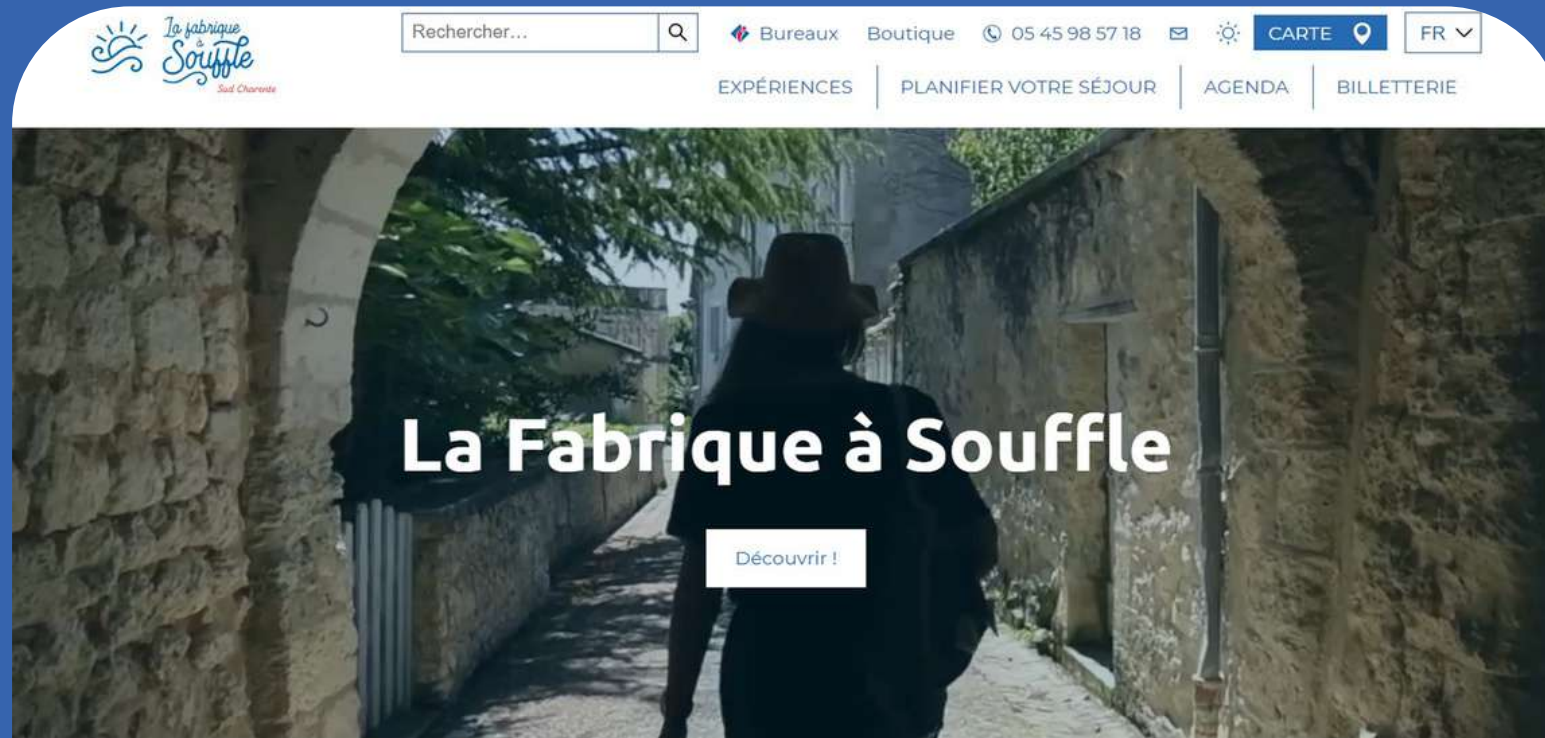 La fabrique
à
Souffle
Sud Charente
Rechercher...
Bureaux Boutique 05 45 98 57 18 CARTE FR
EXPÉRIENCES PLANIFIER VOTRE SÉJOUR AGENDA BILLETTERIE
La Fabrique à Souffle
Découvrir !